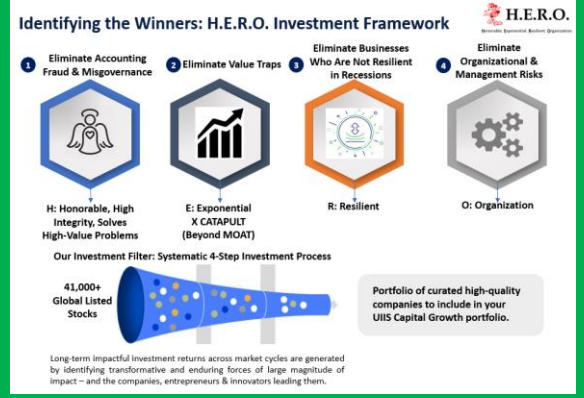 Identifying the Winners: H.E.R.O. Investment Framework
H.E.R.O.
Honorable Exponential Resilient Organization
1
Eliminate Accounting
Fraud & Misgovernance
2
Eliminate Value Traps
3
Eliminate Businesses
Who Are Not Resilient
in Recessions
4
Eliminate
Organizational &
Management Risks
H: Honorable, High
Integrity, Solves
High-Value Problems
E: Exponential
X CATAPULT
(Beyond MOAT)
R: Resilient
O: Organization
Our Investment Filter: Systematic 4-Step Investment Process
41,000+
Global Listed
Stocks
Portfolio of curated high-quality
companies to include in your
UIIS Capital Growth portfolio.
Long-term impactful investment returns across market cycles are generated
by identifying transformative and enduring forces of large magnitude of
impact – and the companies, entrepreneurs & innovators leading them.